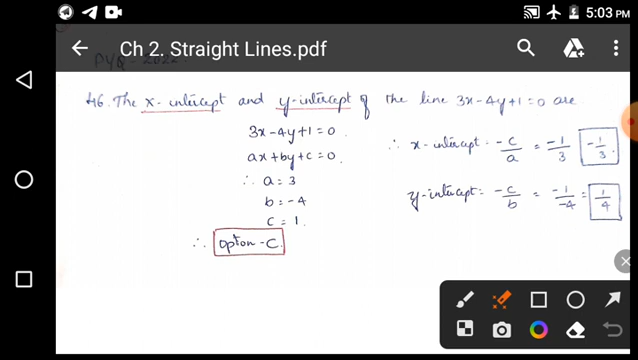 5:03 PM
Ch 2. Straight Lines.pdf
PYQ - 2022
46. The x-intercept and y-intercept of the line 3x-4y+1=0 are
3x-4y+1=0
ax+by+c=0
∴ a=3
b=-4
c=1
∴ option-C
∴ x-intercept = -c/a = -1/3 -1/3
y-intercept = -c/b = -1/-4 = 1/4